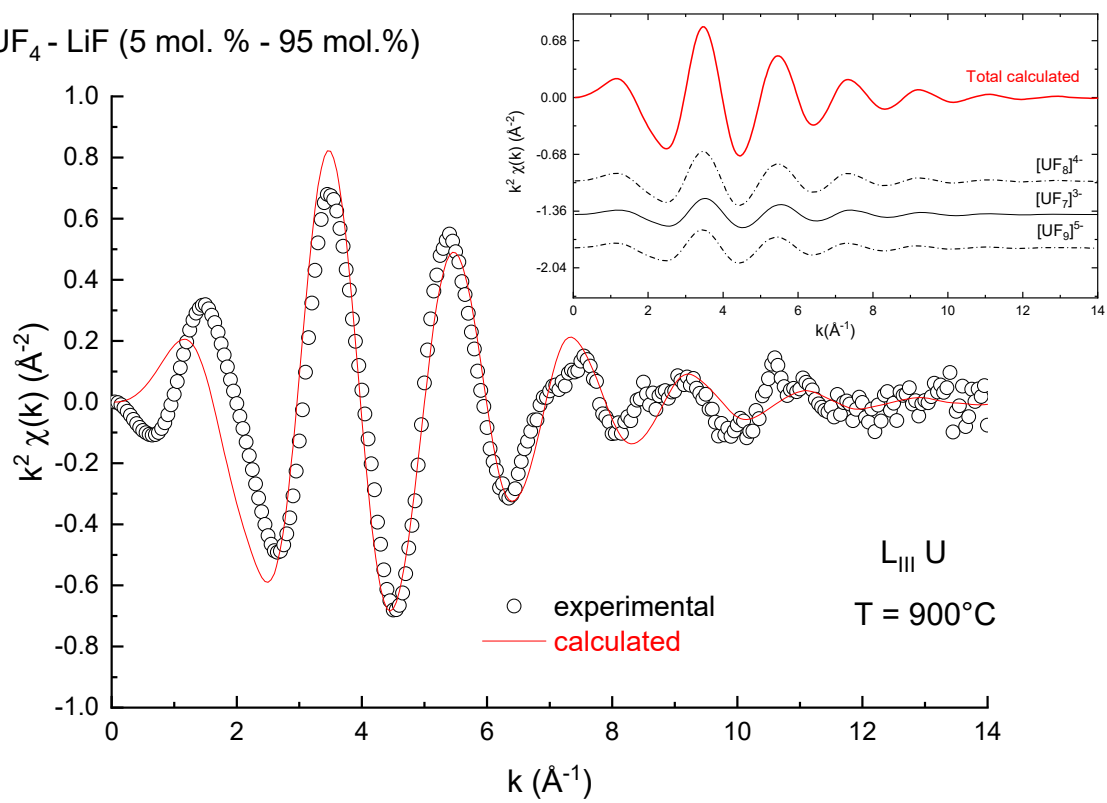 UF₄ - LiF (5 mol. % - 95 mol.%)
1.0
0.8
0.6
0.4
0.2
0.0
-0.2
-0.4
-0.6
-0.8
-1.0
k² χ(k) (Å⁻²)
0 2 4 6 8 10 12 14
k (Å⁻¹)
experimental
calculated
L_III U
T = 900°C
0.68
0.00
-0.68
-1.36
-2.04
k² χ(k) (Å⁻²)
Total calculated
[UF₈]⁴⁻
[UF₇]³⁻
[UF₉]⁵⁻
0 2 4 6 8 10 12 14
k(Å⁻¹)